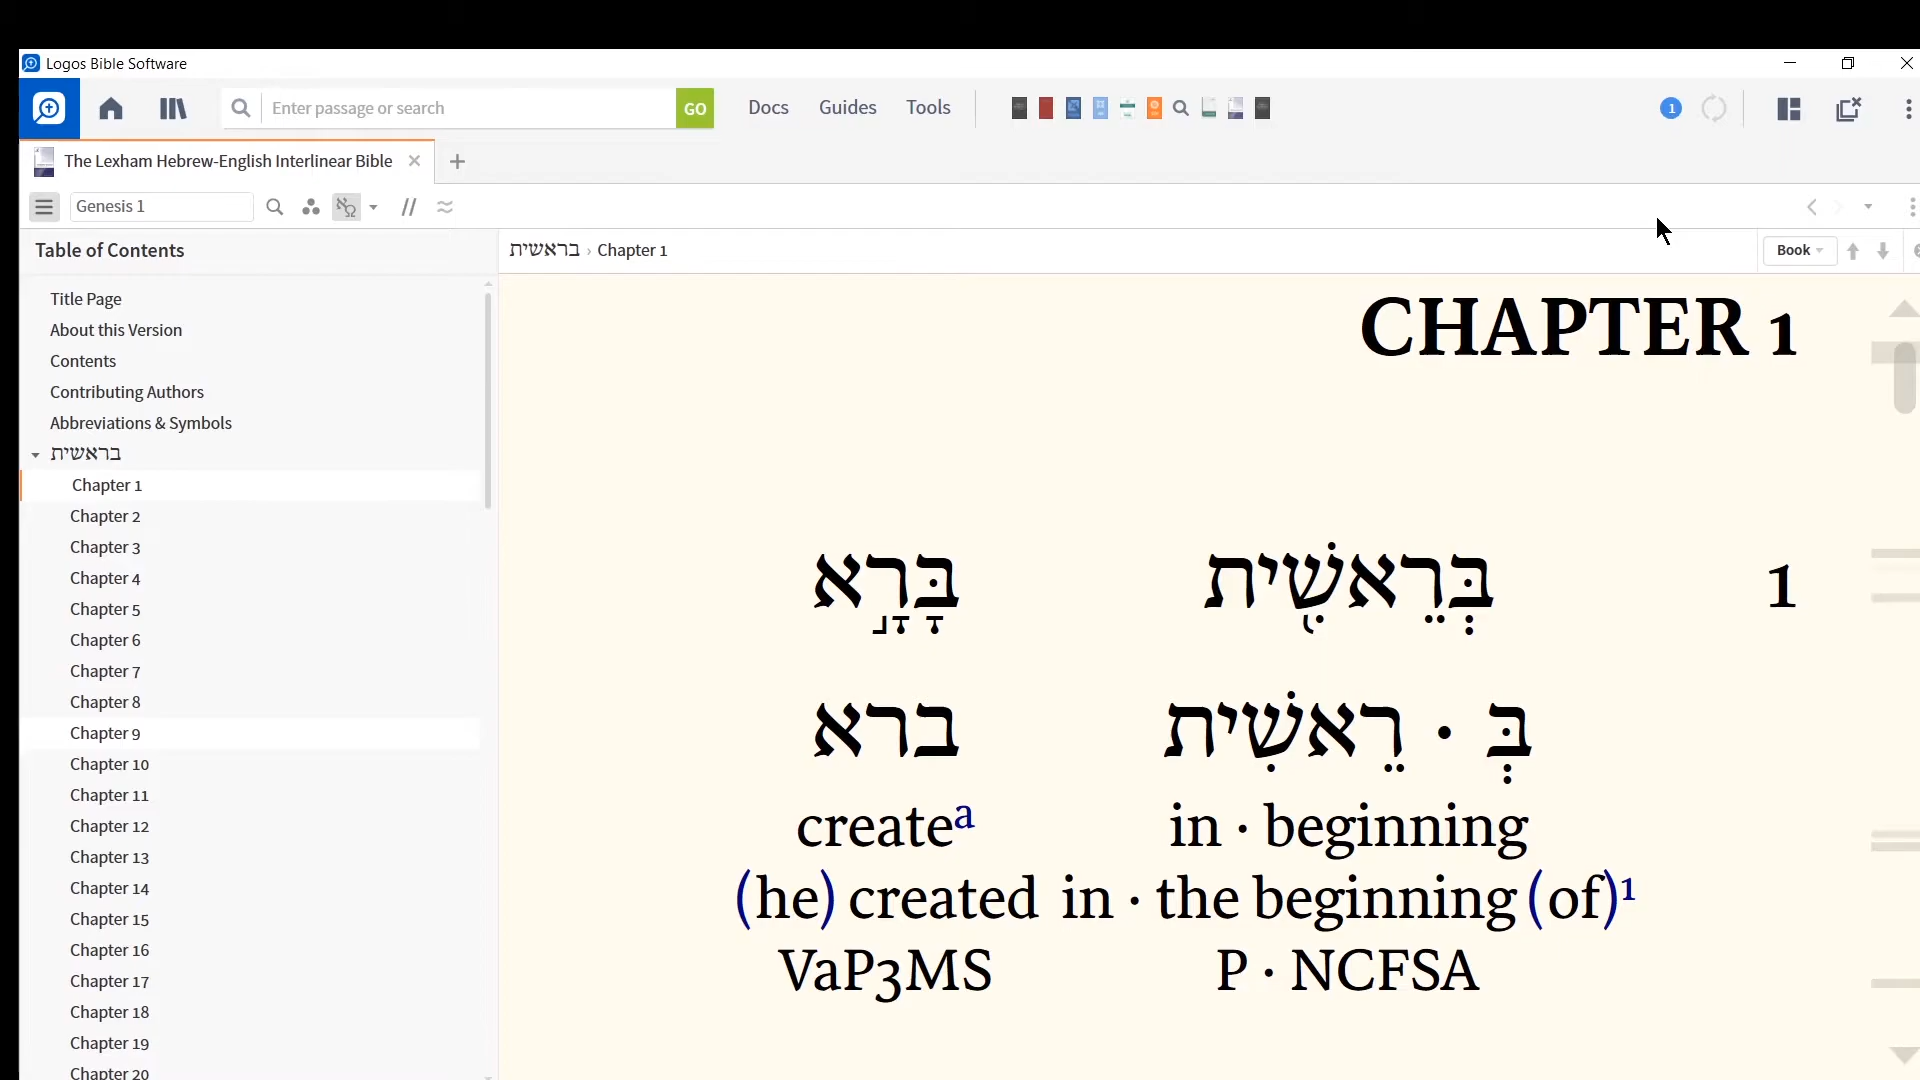 Logos Bible Software
Enter passage or search
GO
Docs
Guides
Tools
1
The Lexham Hebrew-English Interlinear Bible
Genesis 1
Table of Contents
בראשית › Chapter 1
Book
Title Page
About this Version
Contents
Contributing Authors
Abbreviations & Symbols
בראשית
Chapter 1
Chapter 2
Chapter 3
Chapter 4
Chapter 5
Chapter 6
Chapter 7
Chapter 8
Chapter 9
Chapter 10
Chapter 11
Chapter 12
Chapter 13
Chapter 14
Chapter 15
Chapter 16
Chapter 17
Chapter 18
Chapter 19
Chapter 20
CHAPTER 1
1 בְּרֵאשִׁ֖ית בָּרָ֣א
בְּ · רֵאשִׁית ברא
createᵃ in · beginning
(he) created in · the beginning (of)¹
VaP3MS P · NCFSA